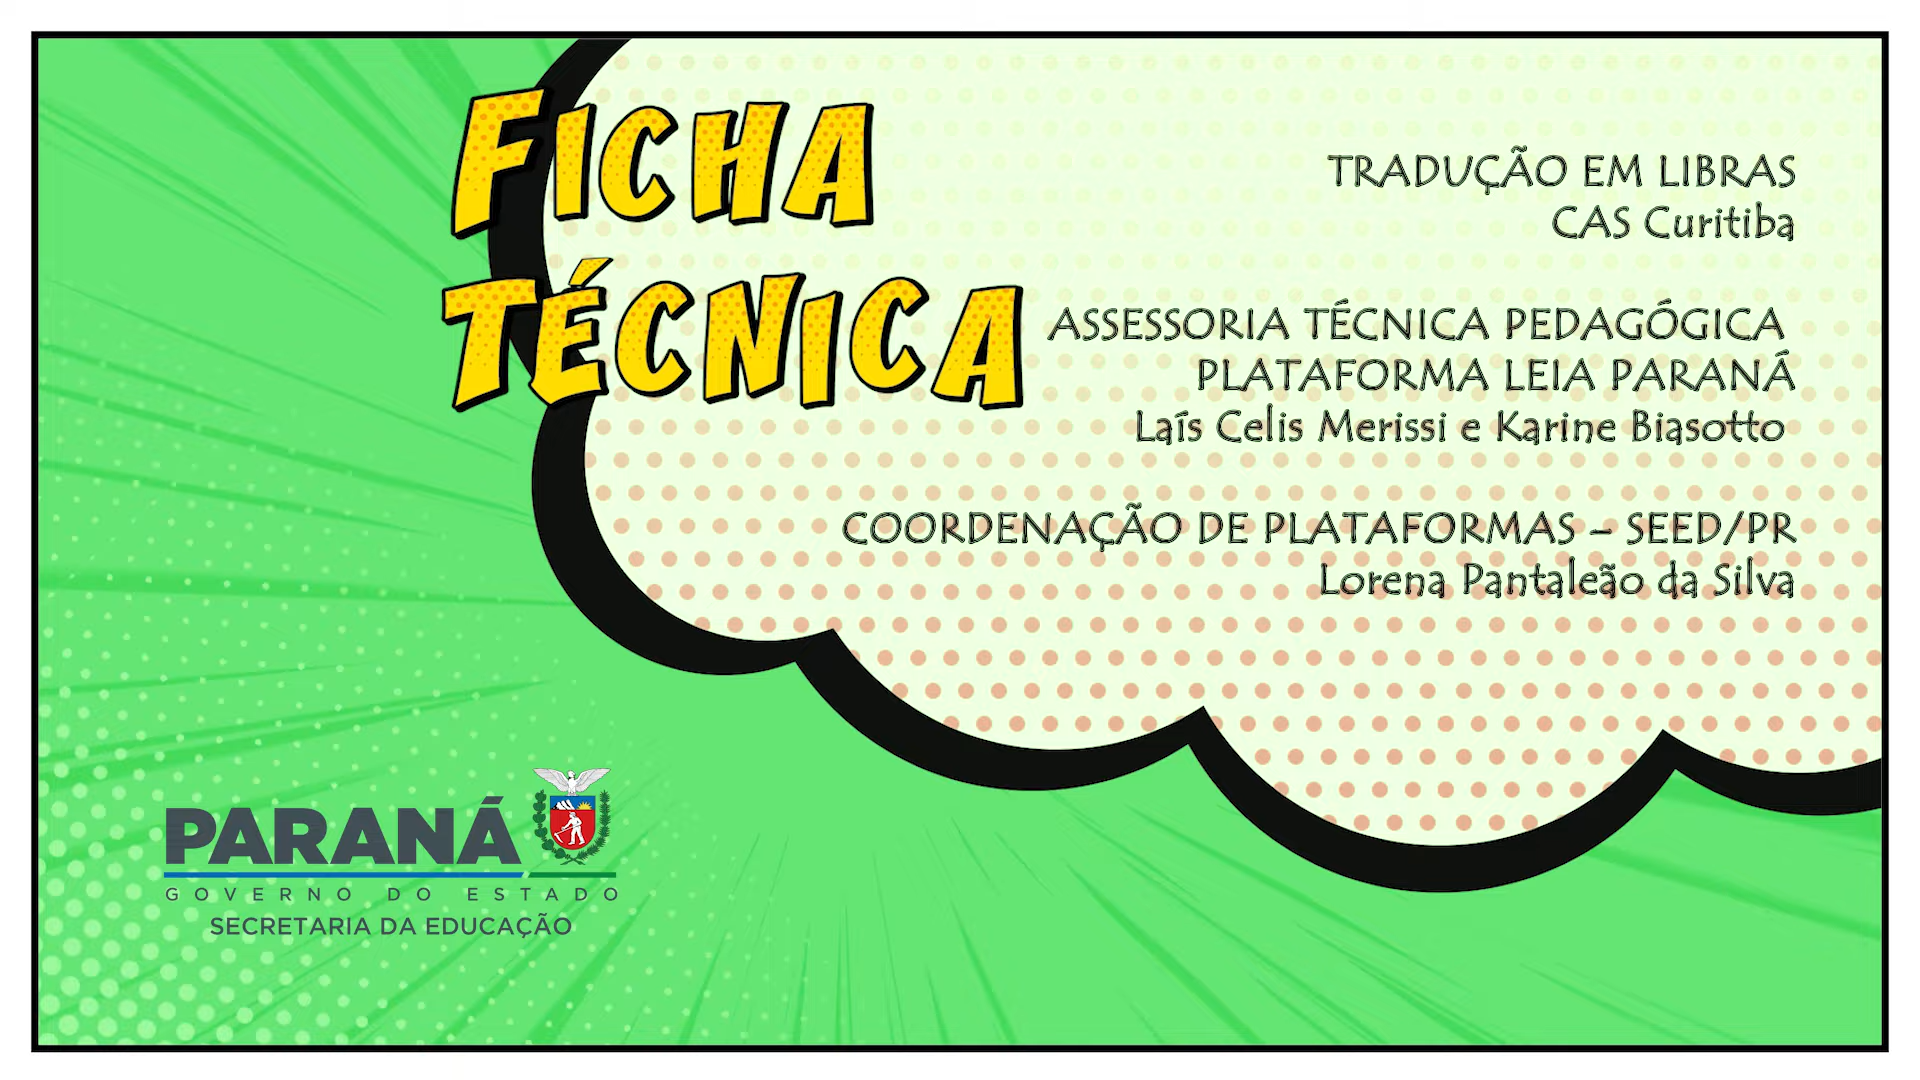 FICHA
TÉCNICA
TRADUÇÃO EM LIBRAS
CAS Curitiba
ASSESSORIA TÉCNICA PEDAGÓGICA
PLATAFORMA LEIA PARANÁ
Laís Celis Merissi e Karine Biasotto
COORDENAÇÃO DE PLATAFORMAS – SEED/PR
Lorena Pantaleão da Silva
PARANÁ
GOVERNO DO ESTADO
SECRETARIA DA EDUCAÇÃO